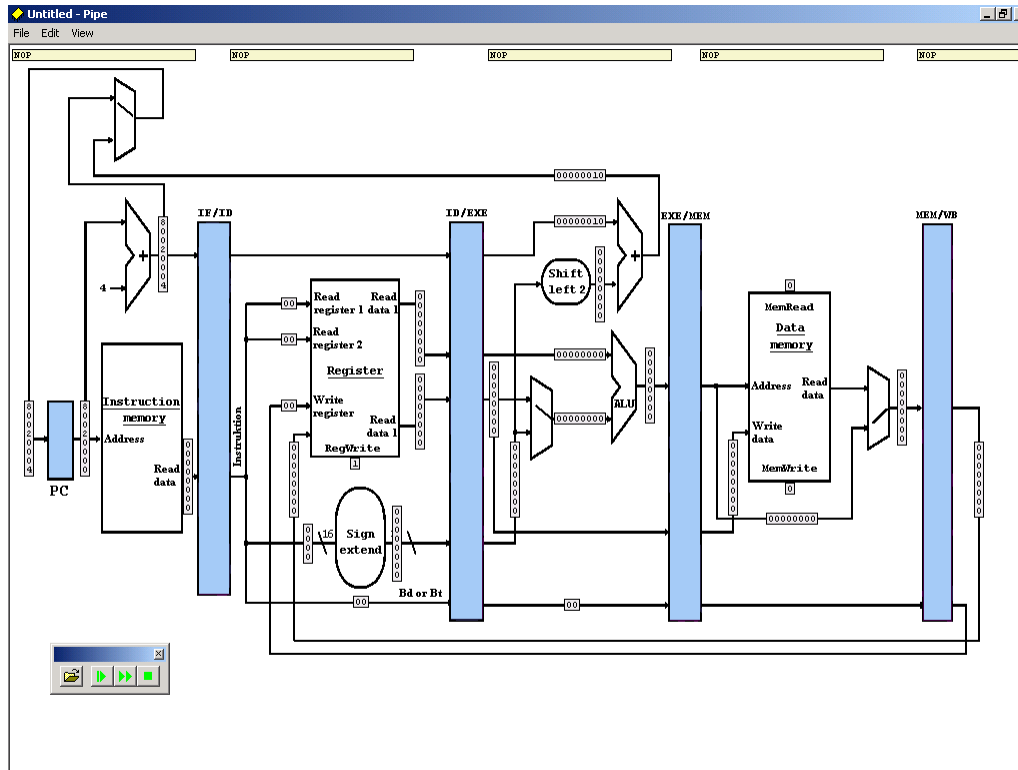 Untitled - Pipe
File Edit View
NOP NOP NOP NOP NOP
00000010
IF/ID ID/EXE EXE/MEM MEM/WB
00000010
+ +
4
Shift
left 2
0
MemRead
Data
memory
Address
Read
data
Write
data
MemWrite
0
00 Read
register 1
Read
data 1
00 Read
register 2
Register
00 Write
register
Read
data 1
RegWrite
1
00000000
ALU
00000000
Instruction
memory
Address
Read
data
PC
Instruktion
16
Sign
extend
00000000
Bd or Bt
00
00